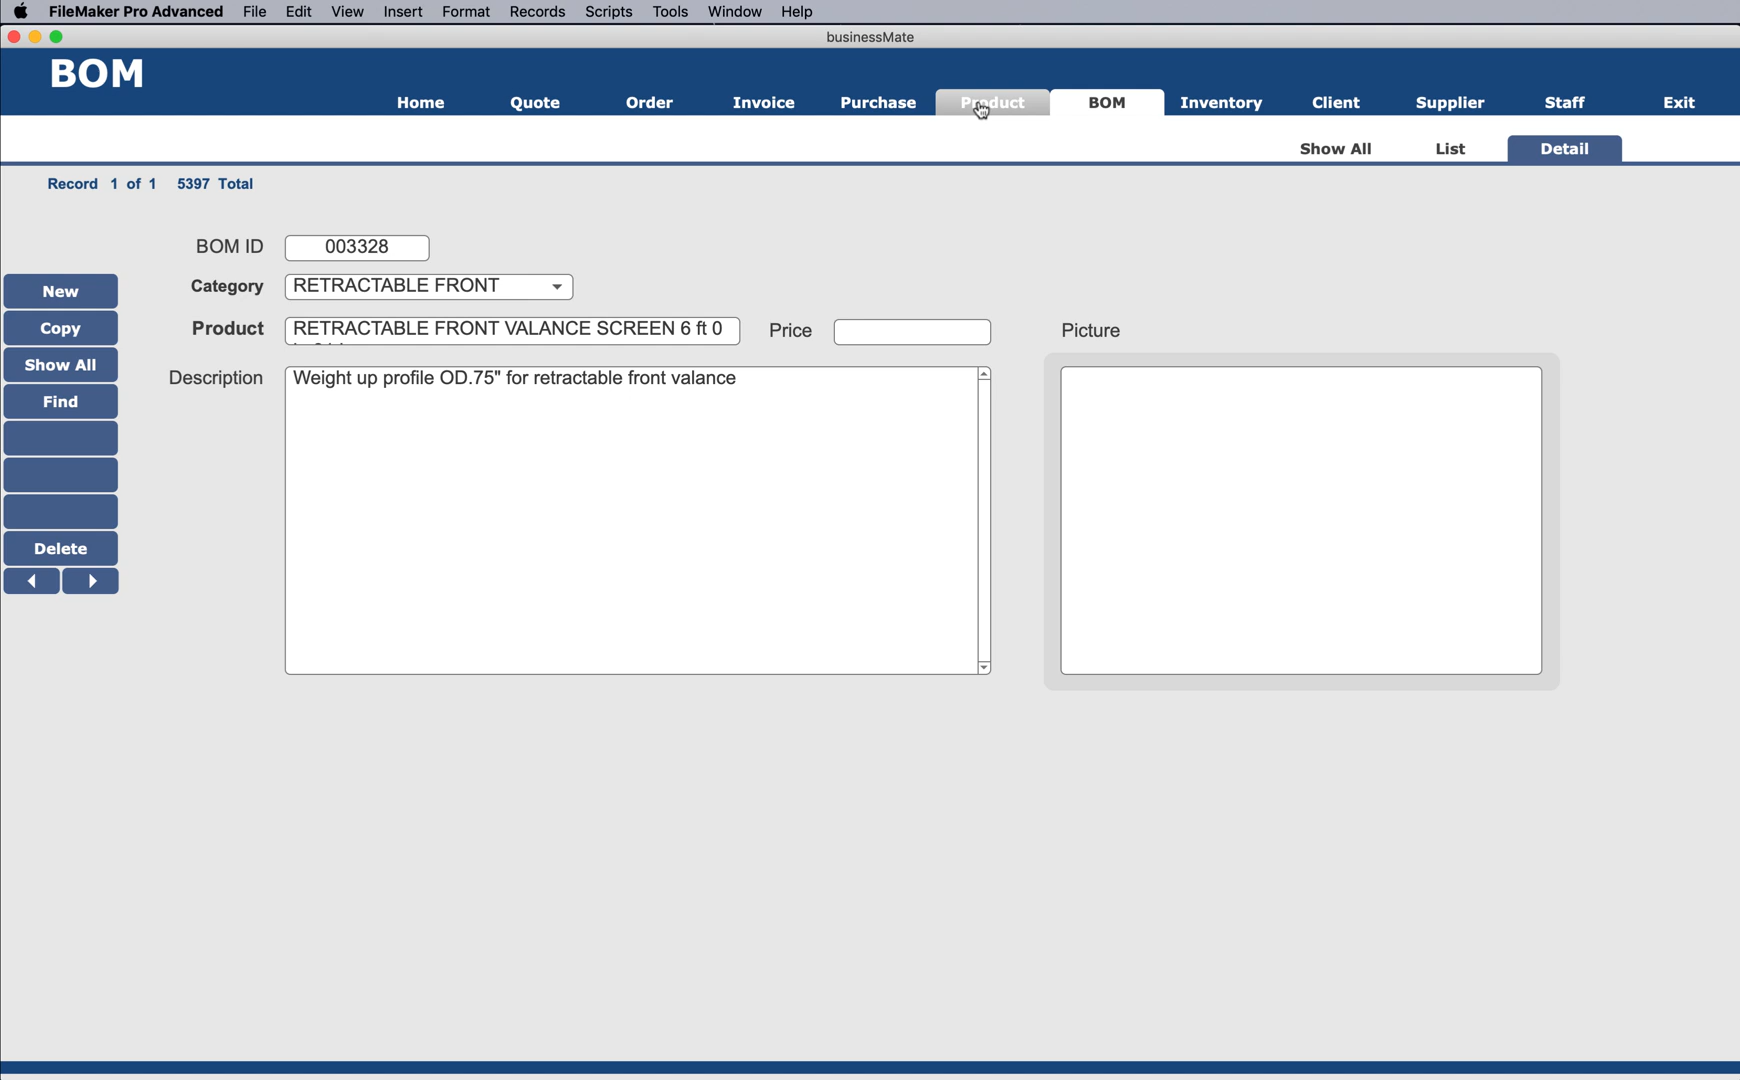 FileMaker Pro Advanced File Edit View Insert Format Records Scripts Tools Window Help
businessMate
BOM
Home Quote Order Invoice Purchase Product BOM Inventory Client Supplier Staff Exit
Show All List Detail
Record 1 of 1 5397 Total
BOM ID 003328
Category RETRACTABLE FRONT
Product RETRACTABLE FRONT VALANCE SCREEN 6 ft 0
Price
Picture
Description Weight up profile OD.75" for retractable front valance
New
Copy
Show All
Find
Delete